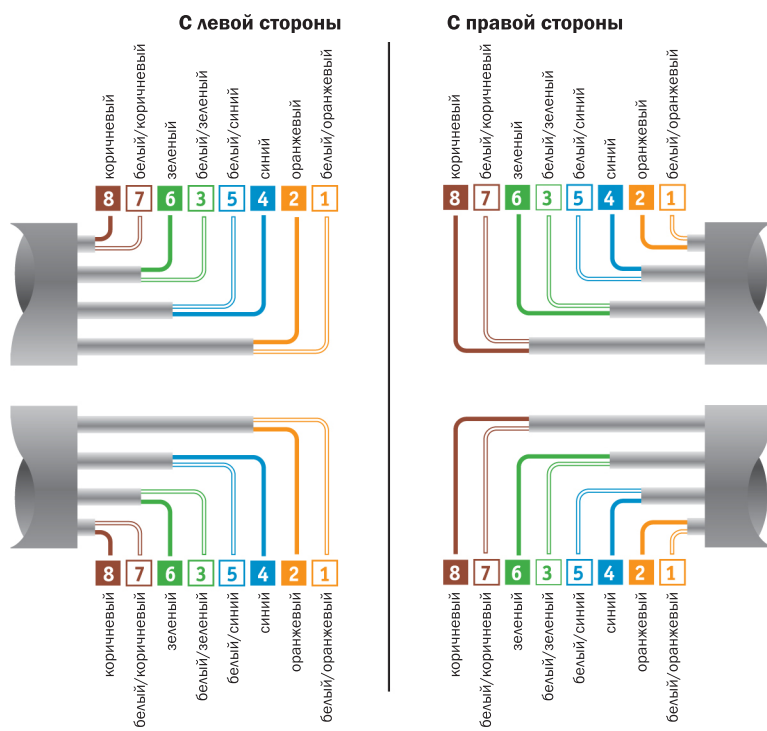 С левой стороны
С правой стороны
коричневый
белый/коричневый
зеленый
белый/зеленый
белый/синий
синий
оранжевый
белый/оранжевый
8 7 6 3 5 4 2 1
коричневый
белый/коричневый
зеленый
белый/зеленый
белый/синий
синий
оранжевый
белый/оранжевый
8 7 6 3 5 4 2 1
8 7 6 3 5 4 2 1
коричневый
белый/коричневый
зеленый
белый/зеленый
белый/синий
синий
оранжевый
белый/оранжевый
8 7 6 3 5 4 2 1
коричневый
белый/коричневый
зеленый
белый/зеленый
белый/синий
синий
оранжевый
белый/оранжевый